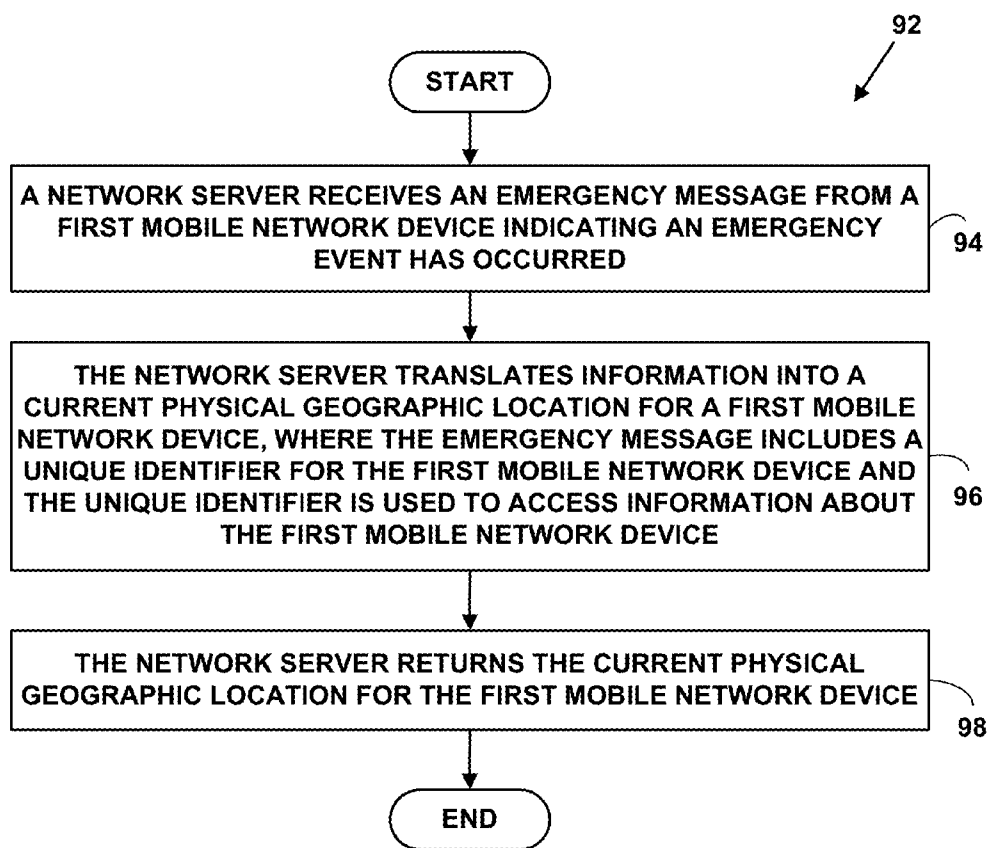 92
START
A NETWORK SERVER RECEIVES AN EMERGENCY MESSAGE FROM A
FIRST MOBILE NETWORK DEVICE INDICATING AN EMERGENCY
EVENT HAS OCCURRED
94
THE NETWORK SERVER TRANSLATES INFORMATION INTO A
CURRENT PHYSICAL GEOGRAPHIC LOCATION FOR A FIRST MOBILE
NETWORK DEVICE, WHERE THE EMERGENCY MESSAGE INCLUDES A
UNIQUE IDENTIFIER FOR THE FIRST MOBILE NETWORK DEVICE AND
THE UNIQUE IDENTIFIER IS USED TO ACCESS INFORMATION ABOUT
THE FIRST MOBILE NETWORK DEVICE
96
THE NETWORK SERVER RETURNS THE CURRENT PHYSICAL
GEOGRAPHIC LOCATION FOR THE FIRST MOBILE NETWORK DEVICE
98
END